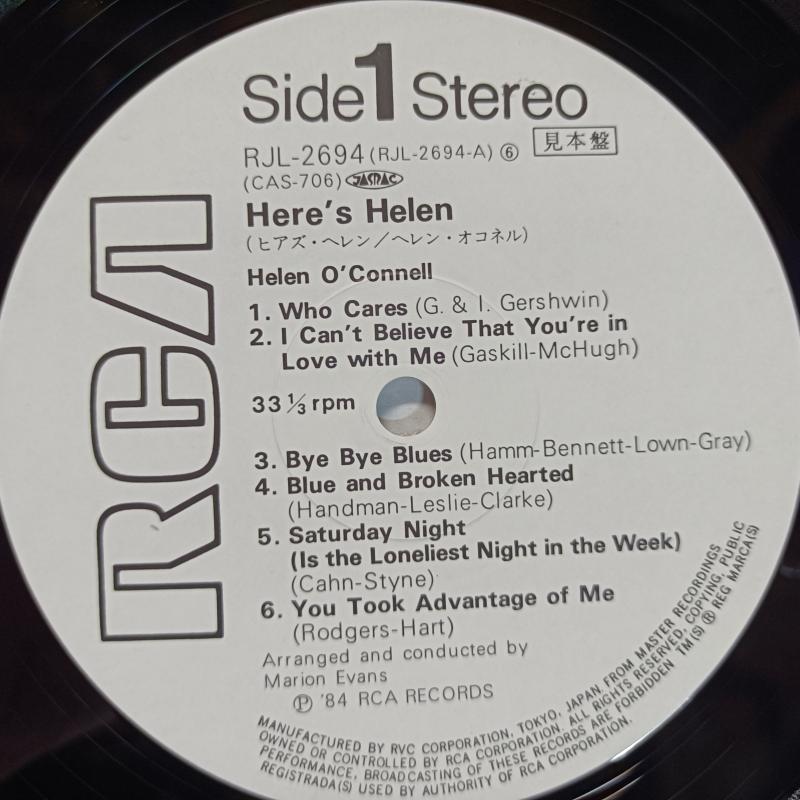 Side 1 Stereo
RJL-2694 (RJL-2694-A) ⑥ 見本盤
(CAS-706) JASRAC
Here's Helen
(ヒアズ・ヘレン/ヘレン・オコネル)
Helen O'Connell
1. Who Cares (G. & I. Gershwin)
2. I Can't Believe That You're in
Love with Me (Gaskill-McHugh)
33 ⅓ rpm
3. Bye Bye Blues (Hamm-Bennett-Lown-Gray)
4. Blue and Broken Hearted
(Handman-Leslie-Clarke)
5. Saturday Night
(Is the Loneliest Night in the Week)
(Cahn-Styne)
6. You Took Advantage of Me
(Rodgers-Hart)
Arranged and conducted by
Marion Evans
Ⓟ '84 RCA RECORDS
RCA
MANUFACTURED BY RVC CORPORATION, TOKYO, JAPAN, FROM MASTER RECORDINGS
OWNED OR CONTROLLED BY RCA CORPORATION. ALL RIGHTS RESERVED, COPYING, PUBLIC
PERFORMANCE, BROADCASTING OF THESE RECORDS ARE FORBIDDEN TM(S) ® REG MARCA(S)
REGISTRADA(S) USED BY AUTHORITY OF RCA CORPORATION.